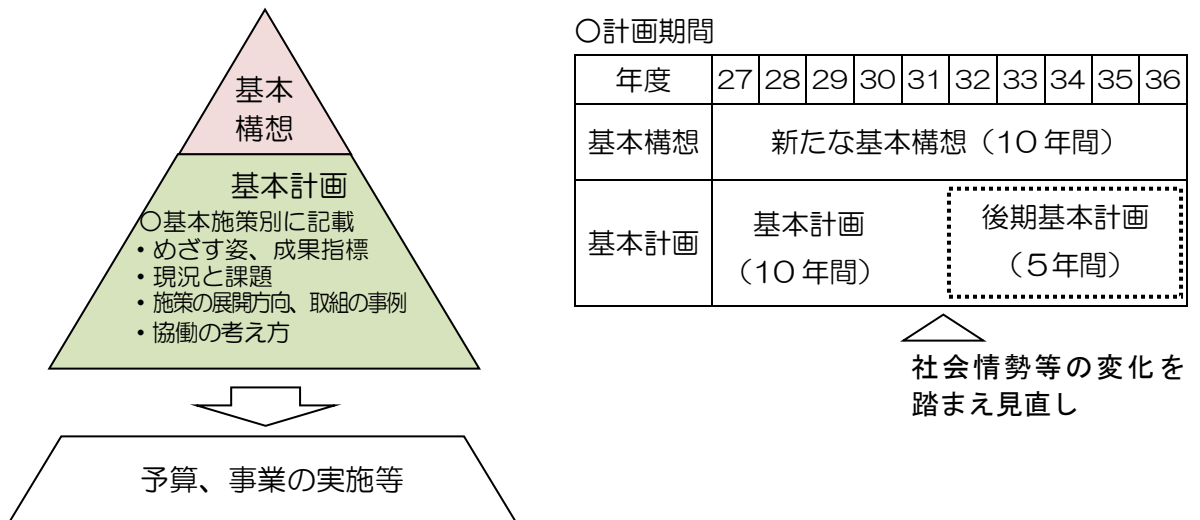 基本
構想
基本計画
〇基本施策別に記載
・めざす姿、成果指標
・現況と課題
・施策の展開方向、取組の事例
・協働の考え方
予算、事業の実施等
〇計画期間
年度 27 28 29 30 31 32 33 34 35 36
基本構想 新たな基本構想（10年間）
基本計画
基本計画
（10年間）
後期基本計画
（5年間）
社会情勢等の変化を
踏まえ見直し